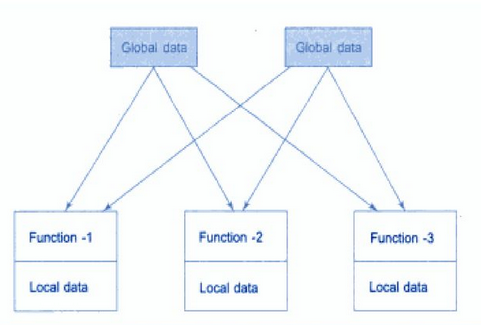 Global data
Global data
Function -1
Function -2
Function -3
Local data
Local data
Local data